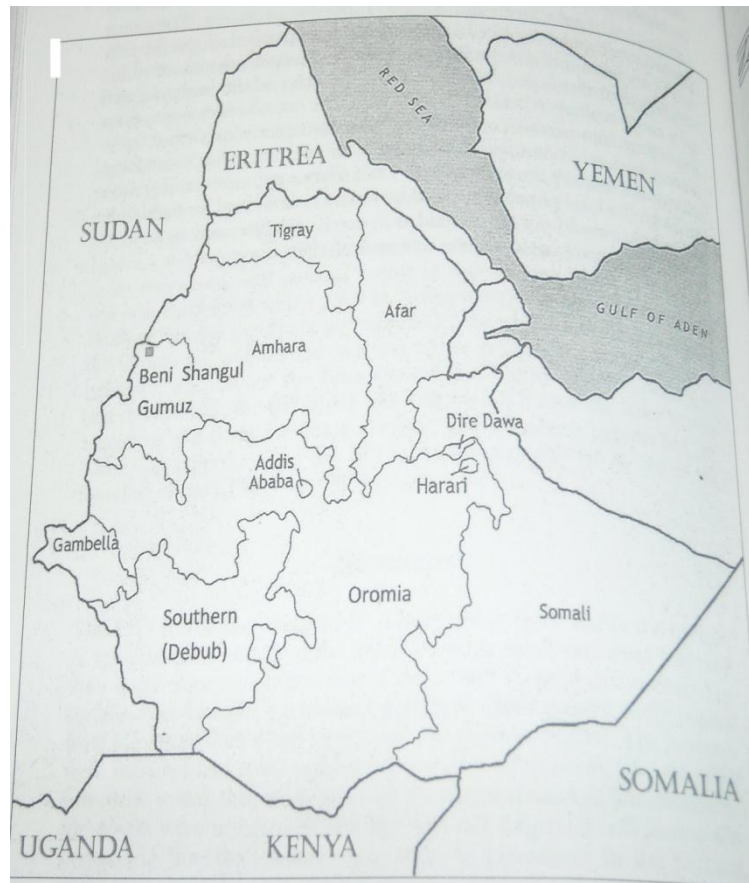 RED SEA
ERITREA
YEMEN
SUDAN
Tigray
Afar
GULF OF ADEN
Amhara
Beni Shangul
Gumuz
Dire Dawa
Addis
Ababa
Harari
Gambella
Oromia
Southern
(Debub)
Somali
SOMALIA
UGANDA
KENYA